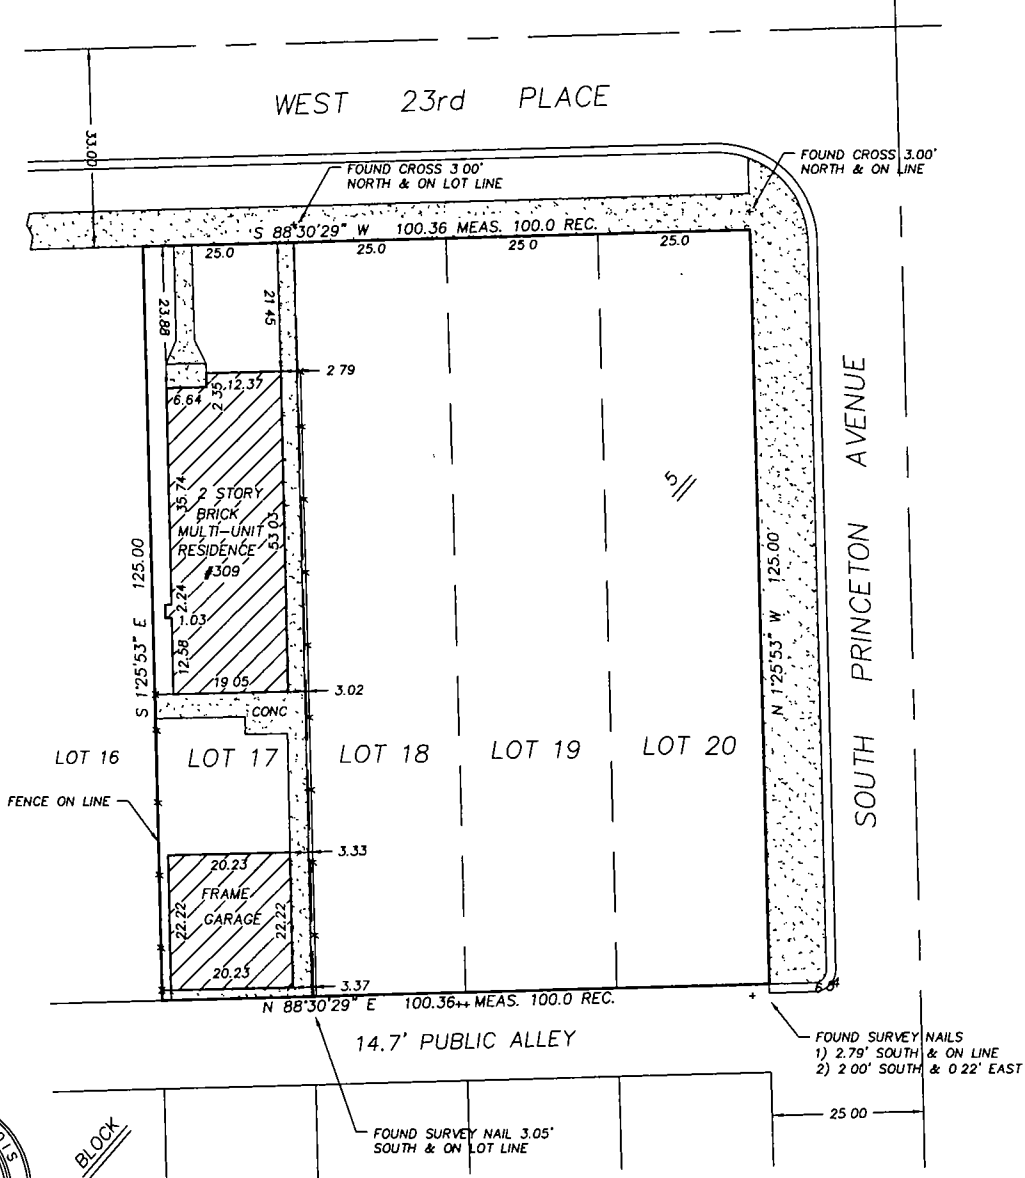 WEST 23rd PLACE
33.00
FOUND CROSS 3.00'
NORTH & ON LOT LINE
FOUND CROSS 3.00'
NORTH & ON LINE
S 88°30'29" W 100.36 MEAS. 100.0 REC.
25.0
25.0
25.0
25.0
23.88
21.45
2.79
12.37
2.35
6.64
35.74
2 STORY
BRICK
MULTI-UNIT
RESIDENCE
#309
53.03
2.24
1.03
12.58
19.05
3.02
CONC
S 1°25'53" E 125.00
N 1°25'53" W 125.00
SOUTH PRINCETON AVENUE
5
LOT 16
LOT 17
LOT 18
LOT 19
LOT 20
FENCE ON LINE
3.33
20.23
FRAME
GARAGE
22.22
22.22
20.23
3.37
N 88°30'29" E 100.36 MEAS. 100.0 REC.
14.7' PUBLIC ALLEY
FOUND SURVEY NAILS
1) 2.79' SOUTH & ON LINE
2) 2.00' SOUTH & 0.22' EAST
25.00
FOUND SURVEY NAIL 3.05'
SOUTH & ON LOT LINE
BLOCK